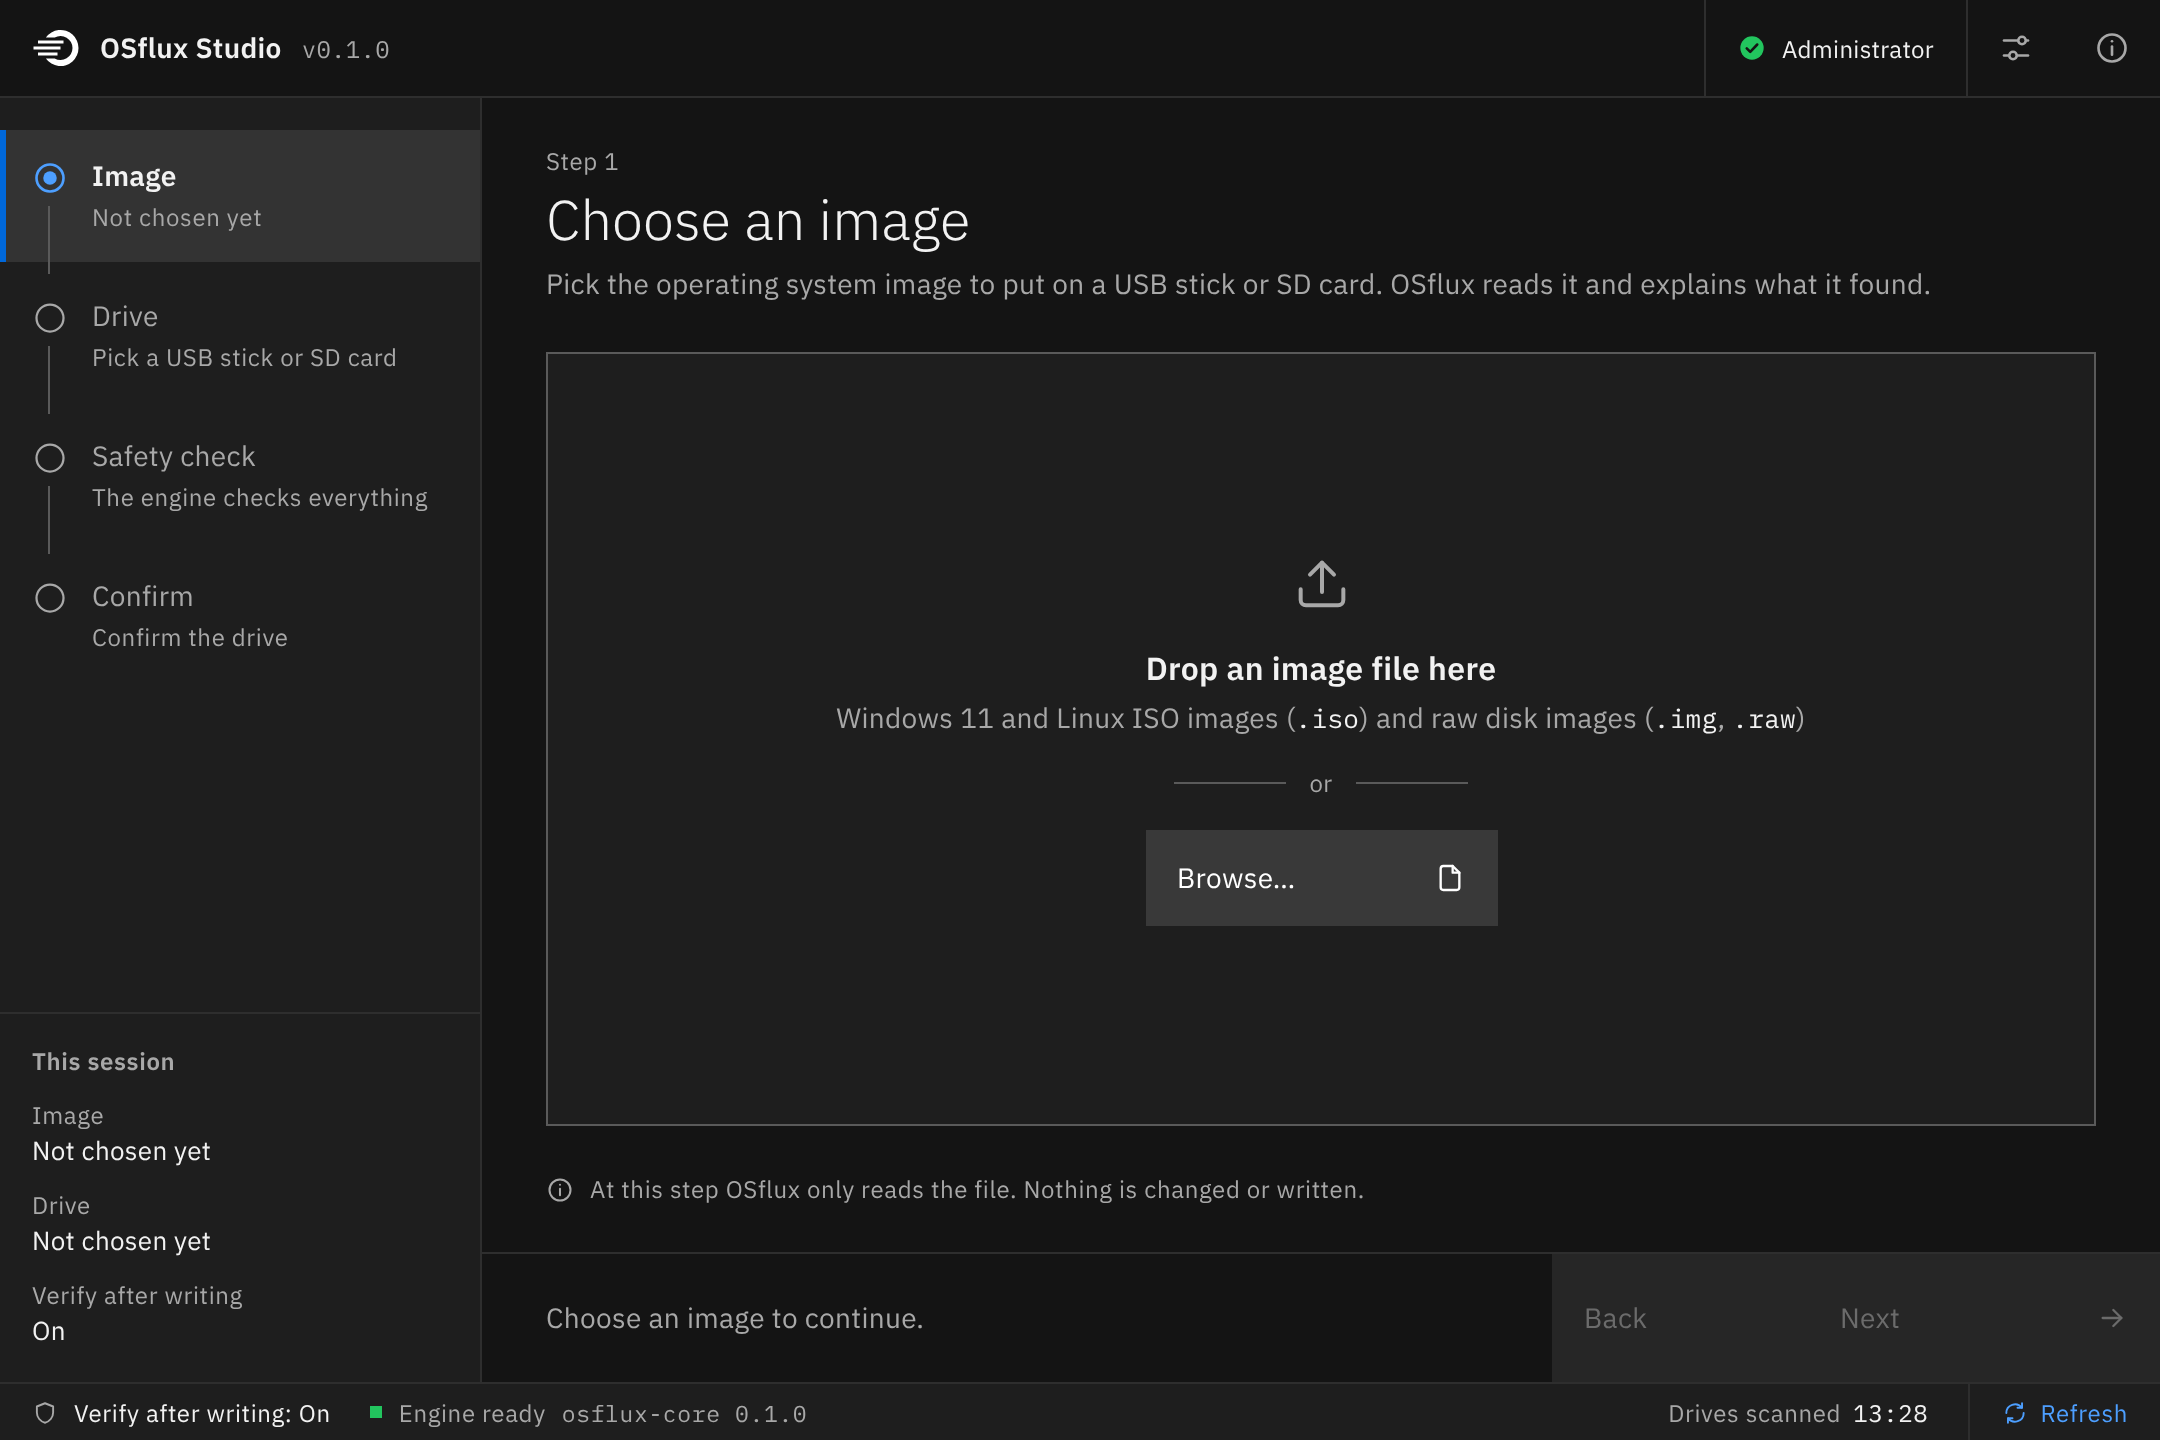 OSflux Studio v0.1.0
Administrator
Image
Not chosen yet
Drive
Pick a USB stick or SD card
Safety check
The engine checks everything
Confirm
Confirm the drive
This session
Image
Not chosen yet
Drive
Not chosen yet
Verify after writing
On
Step 1
Choose an image
Pick the operating system image to put on a USB stick or SD card. OSflux reads it and explains what it found.
Drop an image file here
Windows 11 and Linux ISO images (.iso) and raw disk images (.img, .raw)
or
Browse...
At this step OSflux only reads the file. Nothing is changed or written.
Choose an image to continue.
Back
Next
Verify after writing: On
Engine ready osflux-core 0.1.0
Drives scanned 13:28
Refresh